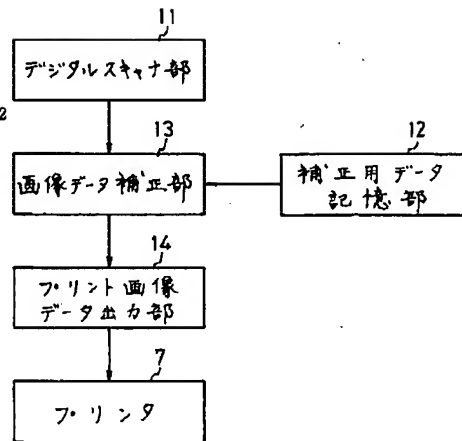 11
デジタルスキャナ部
2
13
12
画像データ補正部
補正用データ
記憶部
14
プリント画像
データ出力部
7
プリンタ